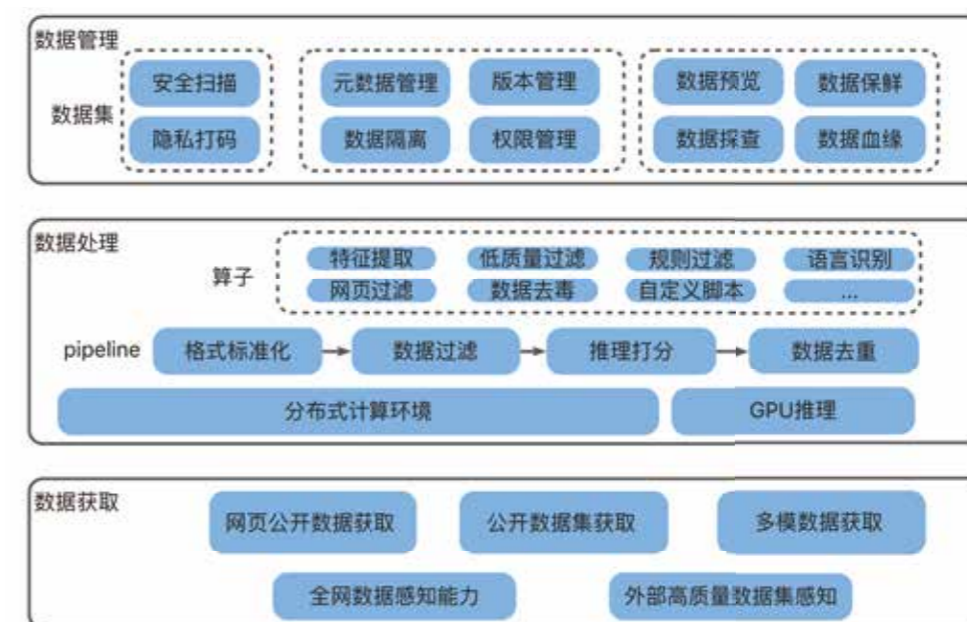 数据管理
安全扫描
元数据管理
版本管理
数据预览
数据保鲜
数据集
隐私打码
数据隔离
权限管理
数据探查
数据血缘
数据处理
算子
特征提取
低质量过滤
规则过滤
语言识别
网页过滤
数据去毒
自定义脚本
...
pipeline
格式标准化
数据过滤
推理打分
数据去重
分布式计算环境
GPU推理
数据获取
网页公开数据获取
公开数据集获取
多模数据获取
全网数据感知能力
外部高质量数据集感知